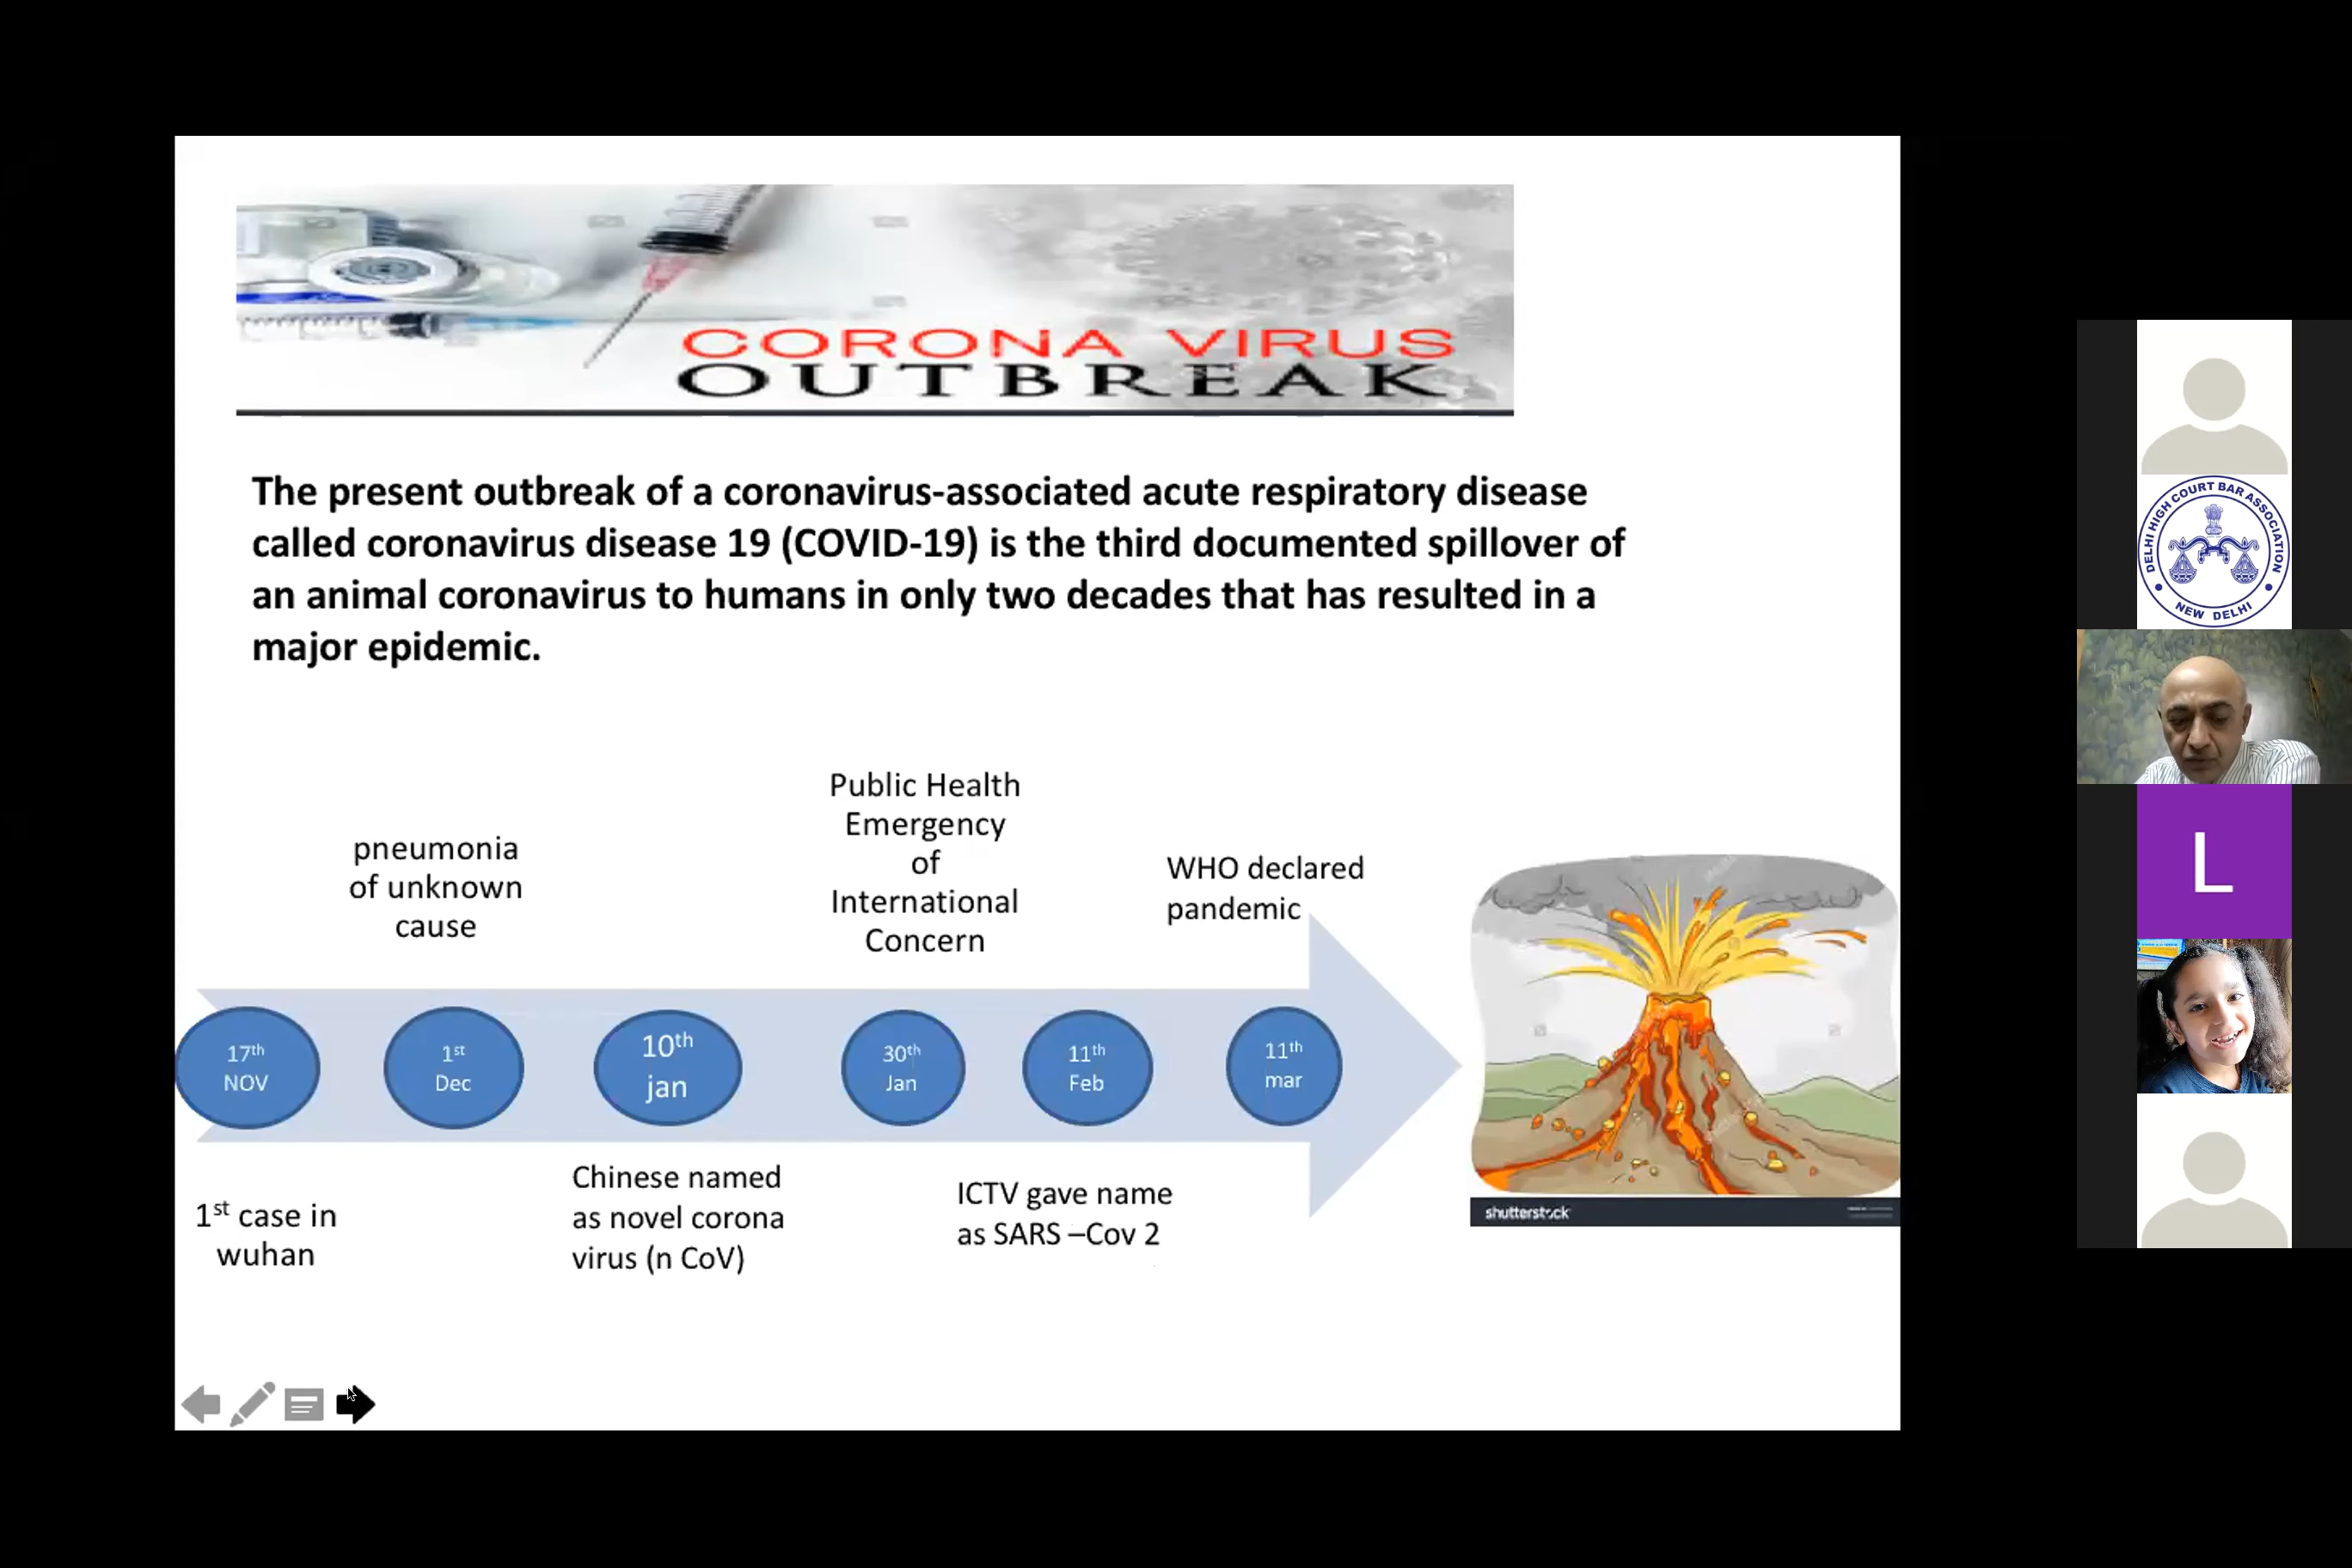 CORONA VIRUS
OUTBREAK
The present outbreak of a coronavirus-associated acute respiratory disease
called coronavirus disease 19 (COVID-19) is the third documented spillover of
an animal coronavirus to humans in only two decades that has resulted in a
major epidemic.
pneumonia
of unknown
cause
Public Health
Emergency
of
International
Concern
WHO declared
pandemic
17th
NOV
1st
Dec
10th
jan
30th
Jan
11th
Feb
11th
mar
1st case in
wuhan
Chinese named
as novel corona
virus (n CoV)
ICTV gave name
as SARS –Cov 2
shutterstock
DELHI HIGH COURT BAR ASSOCIATION
NEW DELHI
L